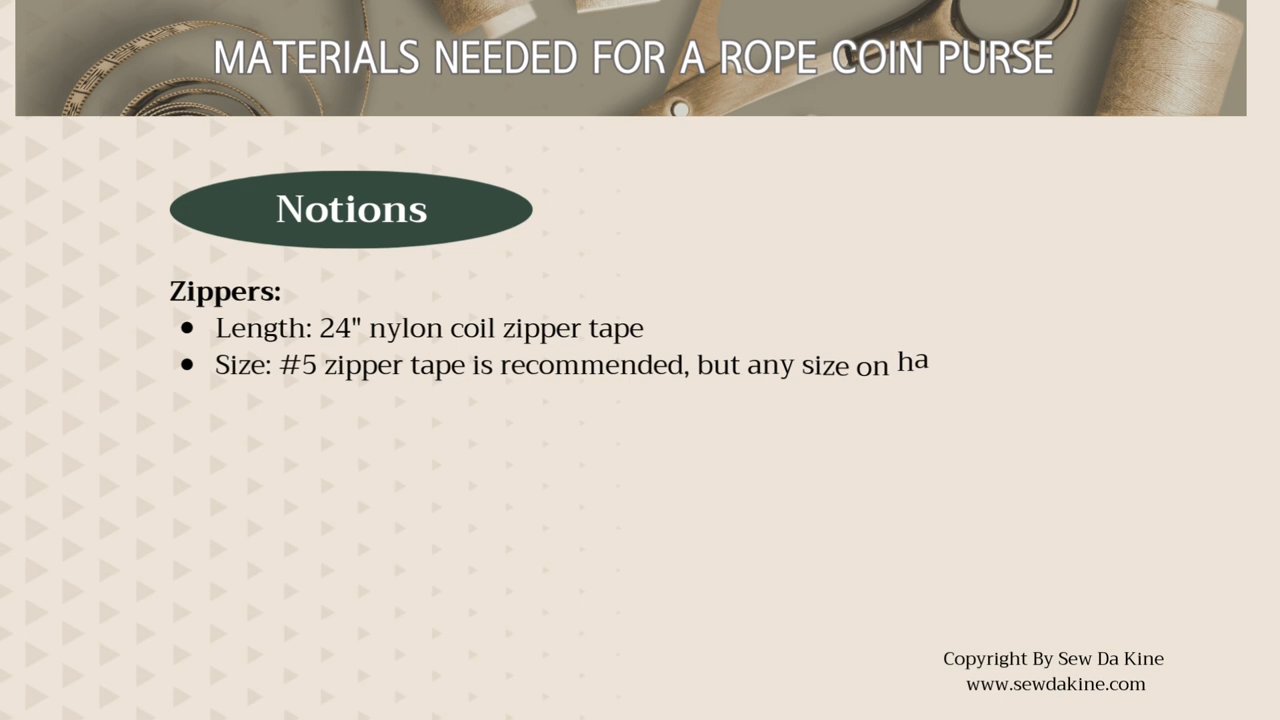 MATERIALS NEEDED FOR A ROPE COIN PURSE
Notions
Zippers:
● Length: 24" nylon coil zipper tape
● Size: #5 zipper tape is recommended, but any size on ha
Copyright By Sew Da Kine
www.sewdakine.com